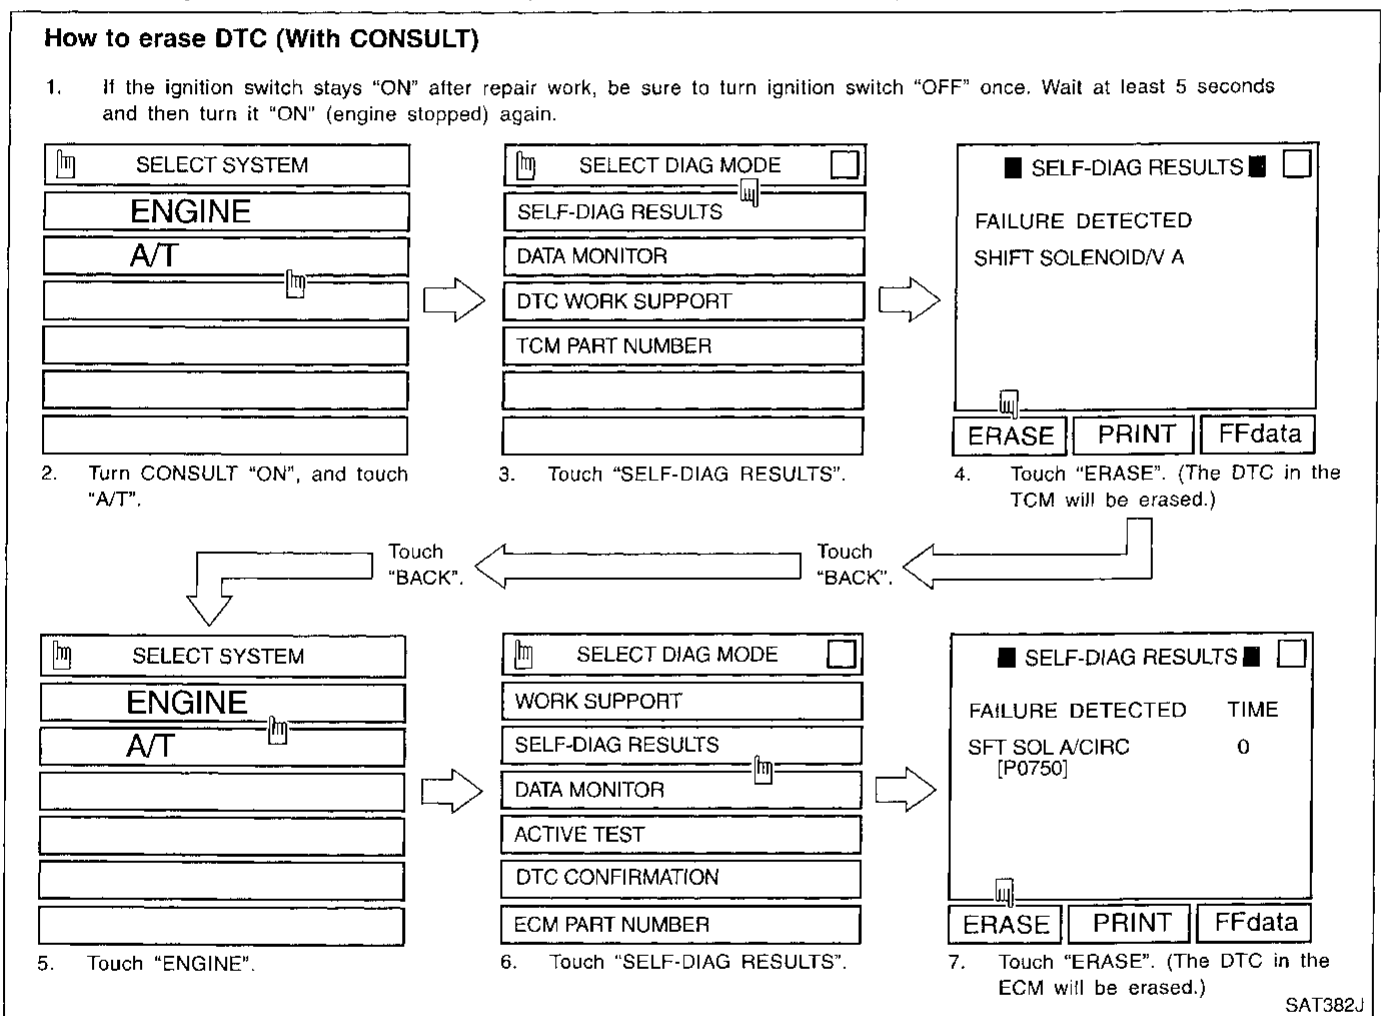 How to erase DTC (With CONSULT)
1. If the ignition switch stays “ON” after repair work, be sure to turn ignition switch “OFF” once. Wait at least 5 seconds
and then turn it “ON” (engine stopped) again.
SELECT SYSTEM
ENGINE
A/T
2. Turn CONSULT “ON”, and touch
“A/T”.
SELECT DIAG MODE
SELF-DIAG RESULTS
DATA MONITOR
DTC WORK SUPPORT
TCM PART NUMBER
3. Touch “SELF-DIAG RESULTS”.
SELF-DIAG RESULTS
FAILURE DETECTED
SHIFT SOLENOID/V A
ERASE PRINT FFdata
4. Touch “ERASE”. (The DTC in the
TCM will be erased.)
Touch
“BACK”.
Touch
“BACK”.
SELECT SYSTEM
ENGINE
A/T
5. Touch “ENGINE”.
SELECT DIAG MODE
WORK SUPPORT
SELF-DIAG RESULTS
DATA MONITOR
ACTIVE TEST
DTC CONFIRMATION
ECM PART NUMBER
6. Touch “SELF-DIAG RESULTS”.
SELF-DIAG RESULTS
FAILURE DETECTED TIME
SFT SOL A/CIRC 0
[P0750]
ERASE PRINT FFdata
7. Touch “ERASE”. (The DTC in the
ECM will be erased.)
SAT382J